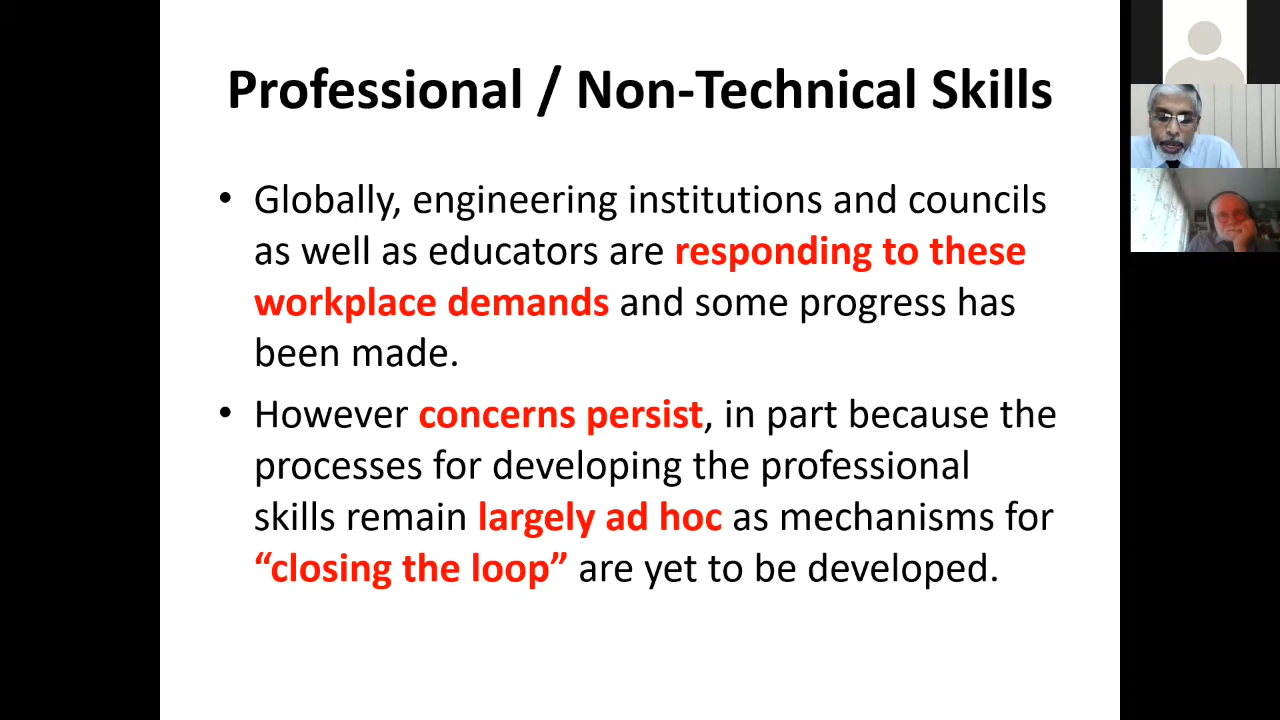 Professional / Non-Technical Skills
• Globally, engineering institutions and councils
as well as educators are responding to these
workplace demands and some progress has
been made.
• However concerns persist, in part because the
processes for developing the professional
skills remain largely ad hoc as mechanisms for
“closing the loop” are yet to be developed.